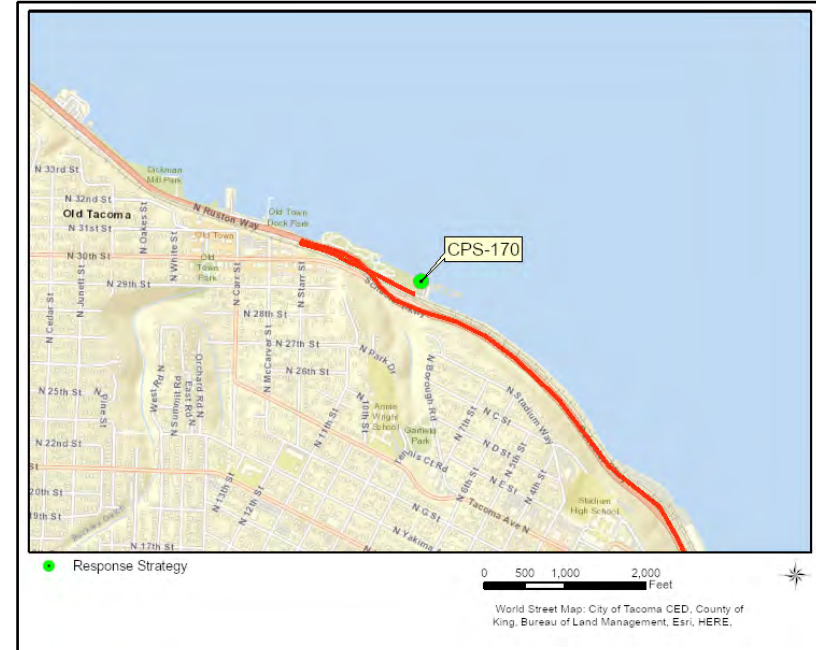 Dickman
Mill Park
N 33rd St
N 32nd St
Old Tacoma
N 31st St
N 30th St
N 29th St
N Oakes St
N White St
N Ruston Way
Old Town
Old Town
Dock Park
Old
Town
Park
N Carr St
N Starr St
N McCarver St
N Cedar St
N Junett St
CPS-170
N 28th St
N 27th St
N 26th St
N Park Dr
N Borough Rd
N Stadium Way
West Rd N
N Summit Rd
East Rd N
Orchard Rd N
N 25th St
N
Pine St
N 22nd St
St
20th St
19th St
N 17th St
N 13th St
N 12th St
N 11th St
N 10th St
Annie
Wright
School
Garfield
Park
Tennis Ct Rd
N 7th St
N 6th St
N C St
N D St
N E St
N 5th St
N 4th St
N G St
N Yakima
Tacoma Ave N
Stadium
High School
Response Strategy
0 500 1,000 2,000
Feet
World Street Map: City of Tacoma CED, County of
King, Bureau of Land Management, Esri, HERE,